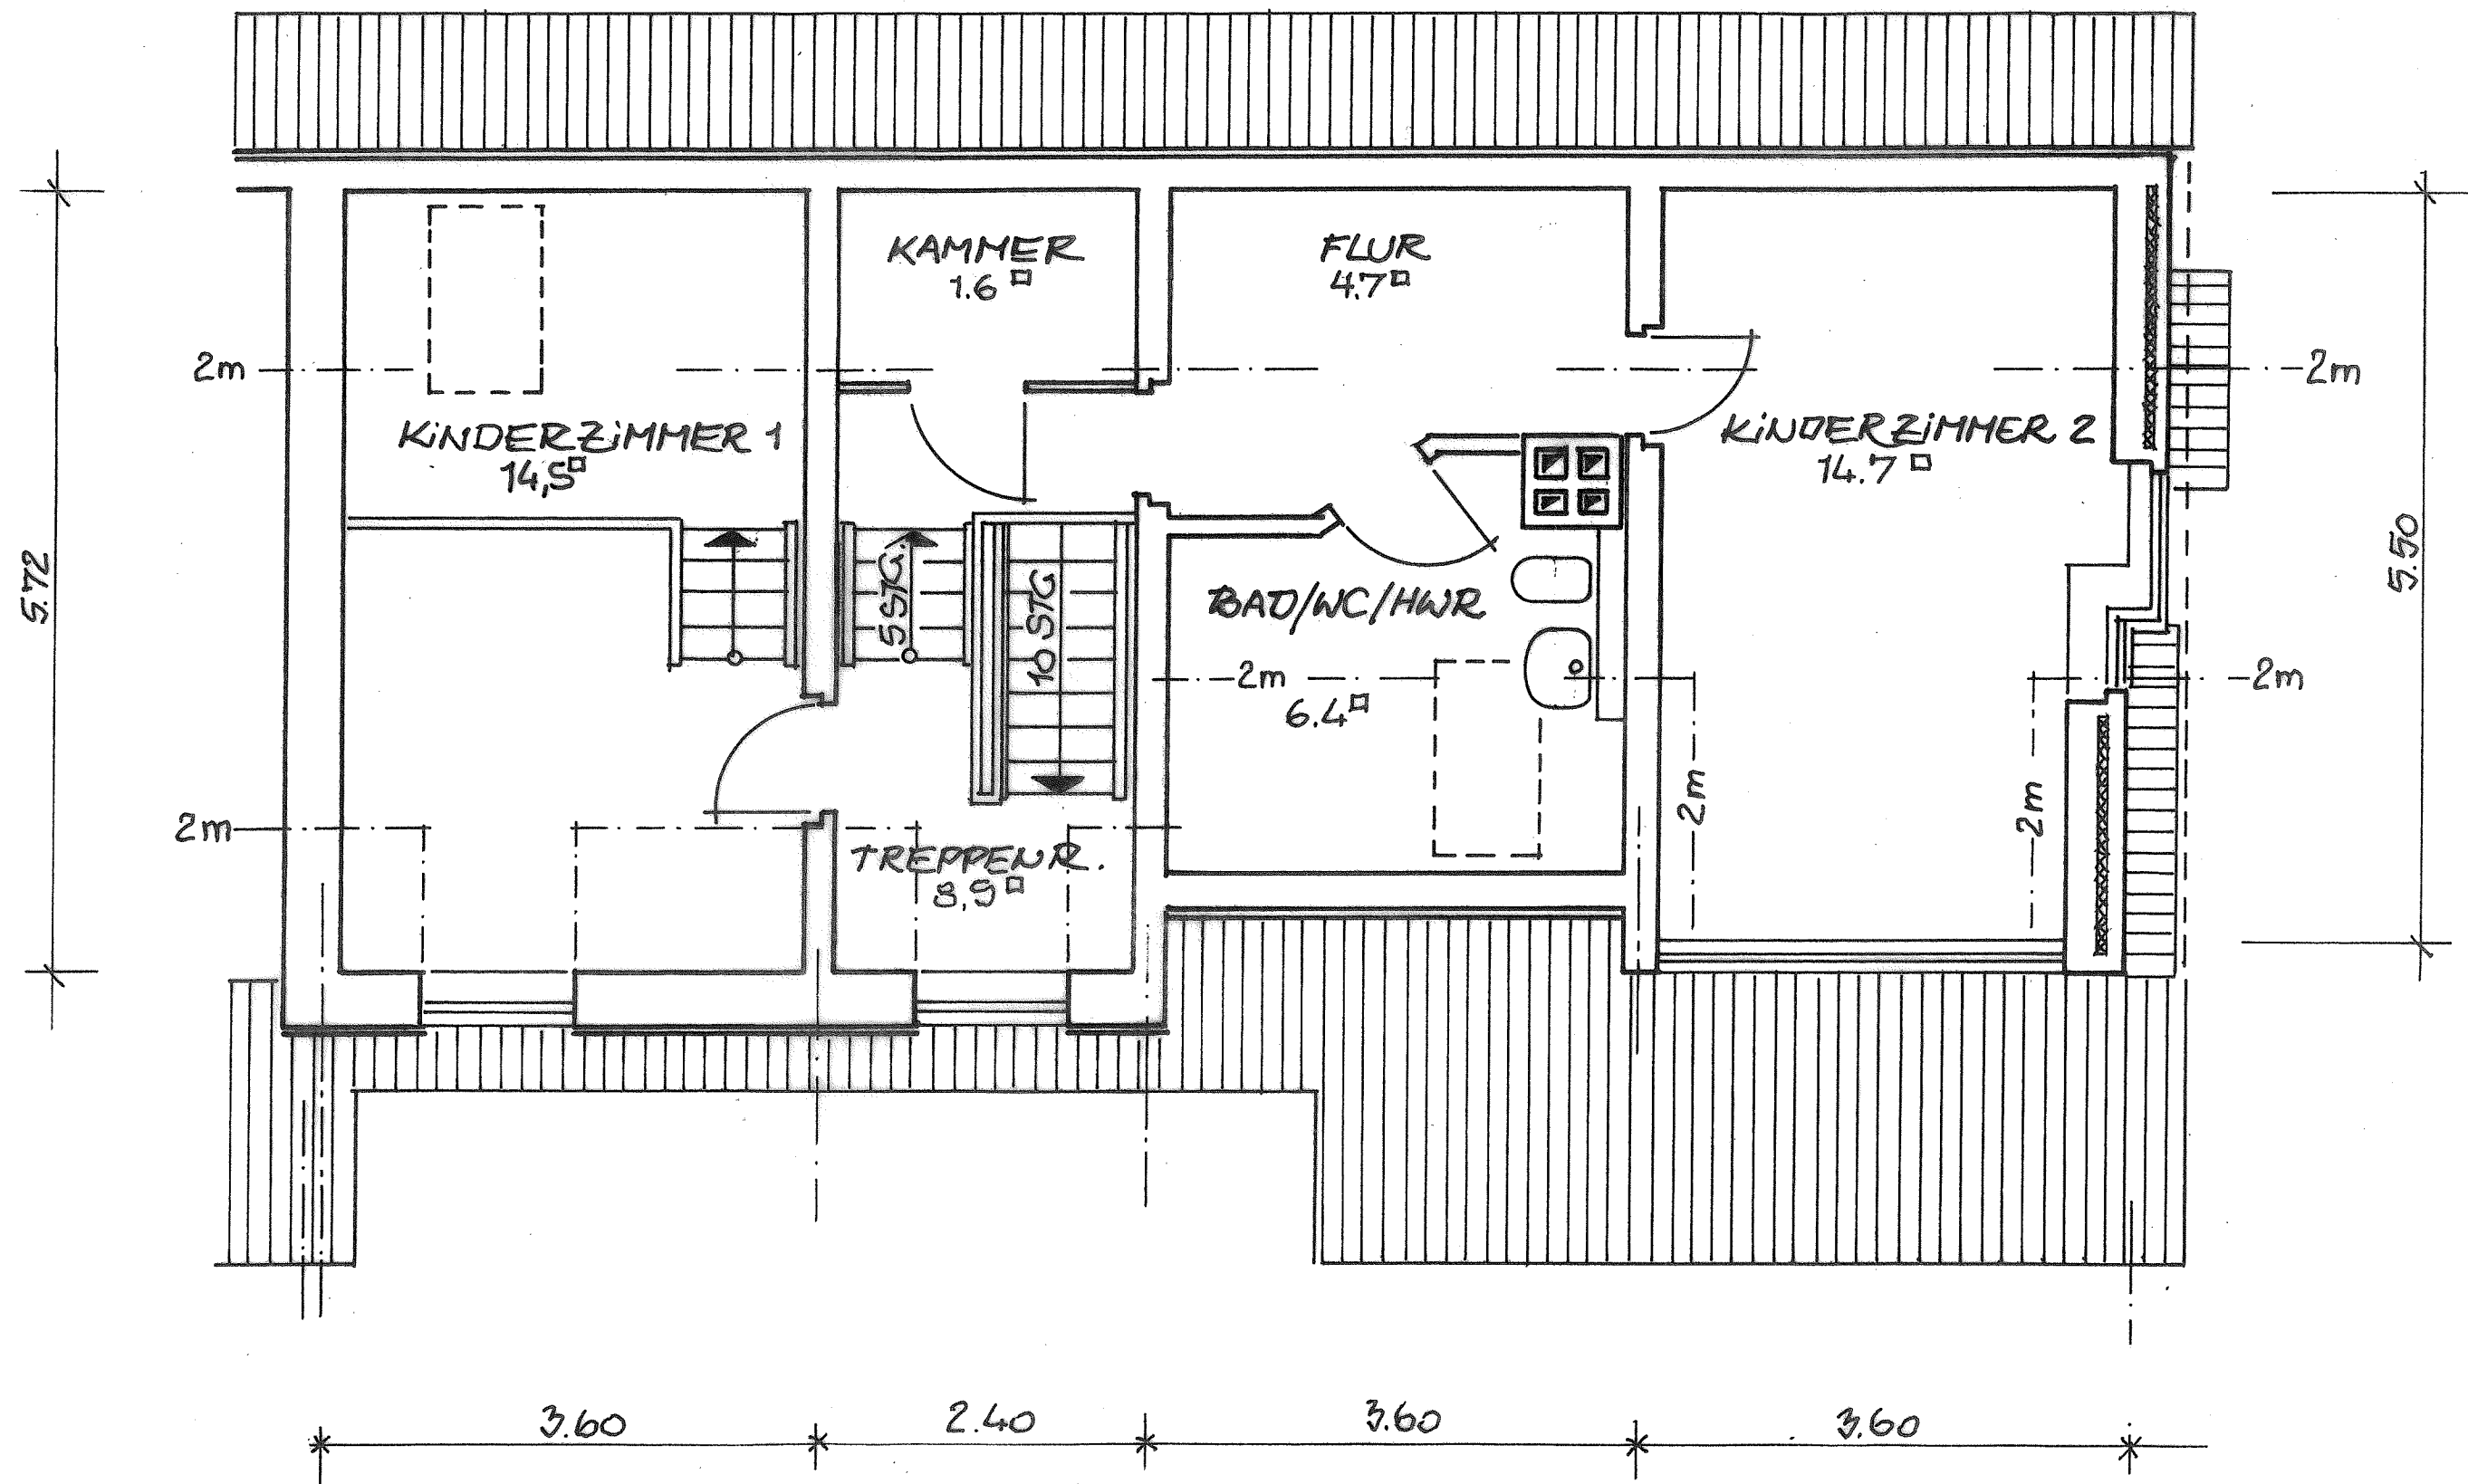 KAMMER
1.6 □
FLUR
4.7 □
2m
2m
KiNDERZiMMER 1
14,5 □
KiNDERZiMMER 2
14.7 □
5.72
5.50
5 STG.
10 STG
BAD/WC/HWR
2m
6.4 □
2m
2m
2m
2m
TREPPENR.
8,9 □
3.60
2.40
3.60
3.60